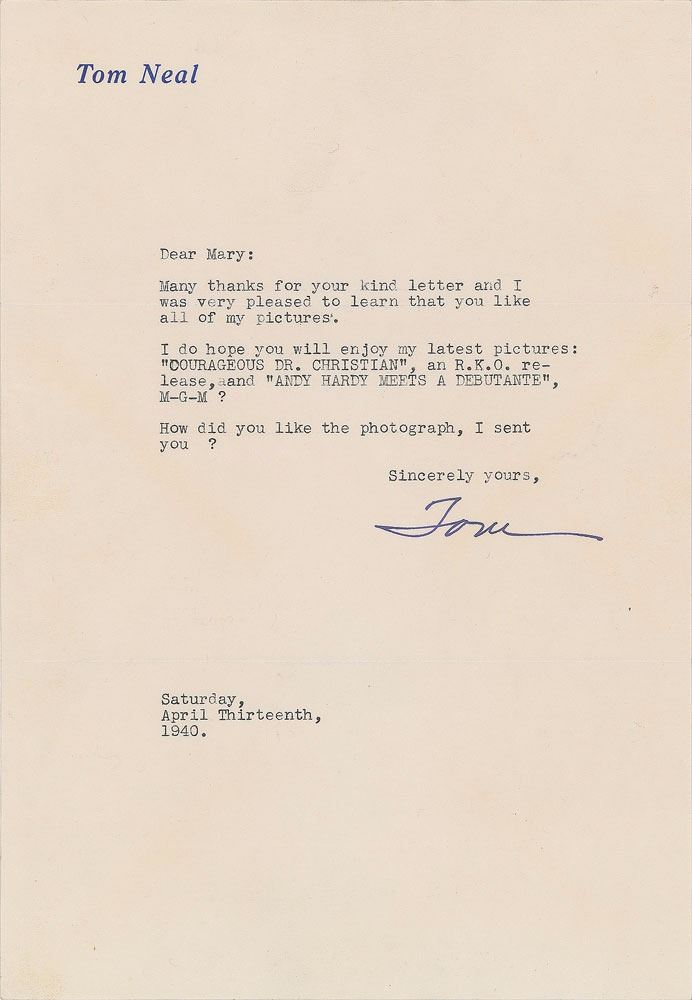 Tom Neal
Dear Mary:
Many thanks for your kind letter and I
was very pleased to learn that you like
all of my pictures.
I do hope you will enjoy my latest pictures:
"COURAGEOUS DR. CHRISTIAN", an R.K.O. re-
lease,aand "ANDY HARDY MEETS A DEBUTANTE",
M-G-M ?
How did you like the photograph, I sent
you ?
Sincerely yours,
Tom
Saturday,
April Thirteenth,
1940.